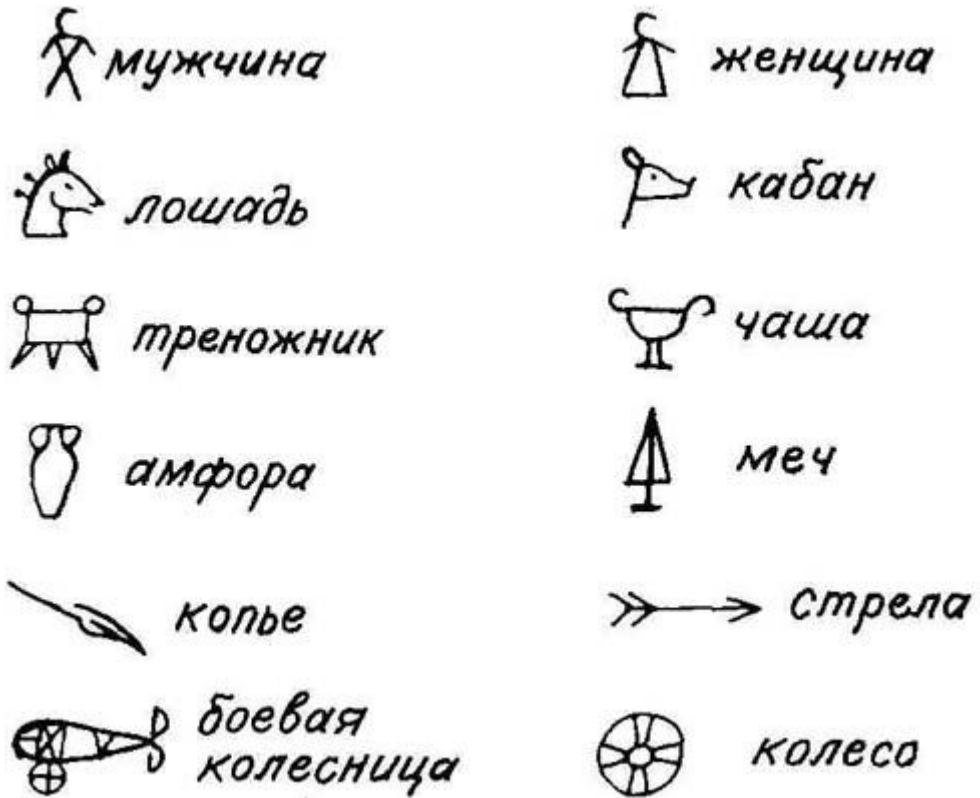 мужчина
женщина
лошадь
кабан
треножник
чаша
амфора
меч
копье
стрела
боевая
колесница
колесо